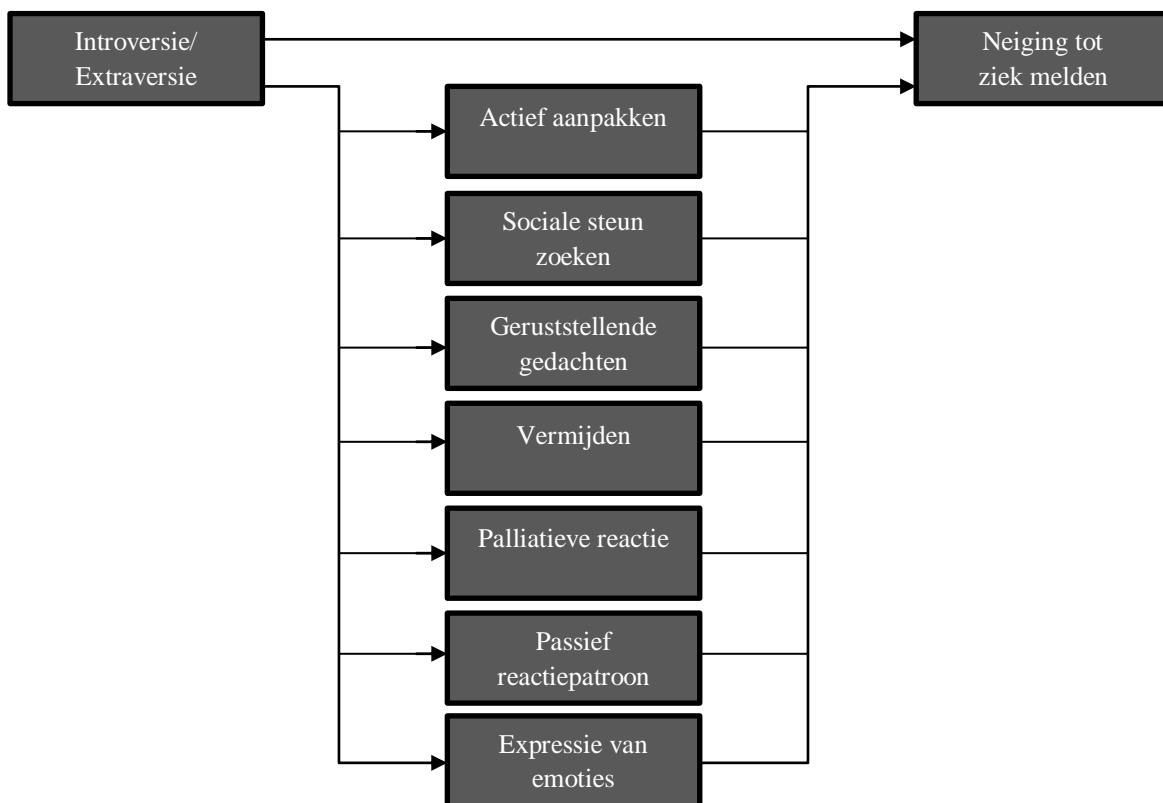 Introversie/
Extraversie
Neiging tot
ziek melden
Actief aanpakken
Sociale steun
zoeken
Geruststellende
gedachten
Vermijden
Palliatieve reactie
Passief
reactiepatroon
Expressie van
emoties